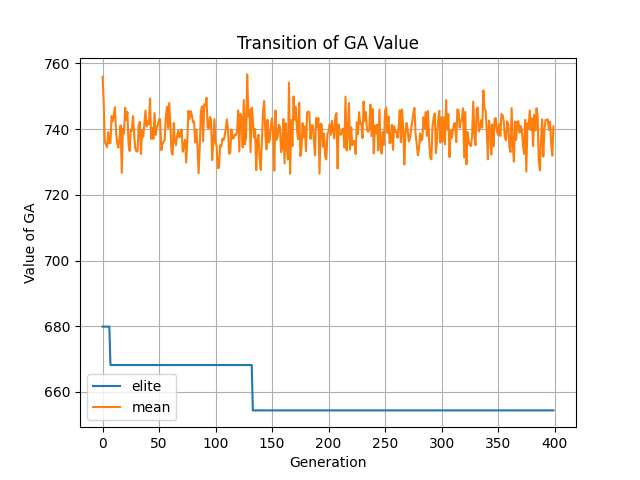 Transition of GA Value
Value of GA
760
740
720
700
680
660
elite
mean
0 50 100 150 200 250 300 350 400
Generation